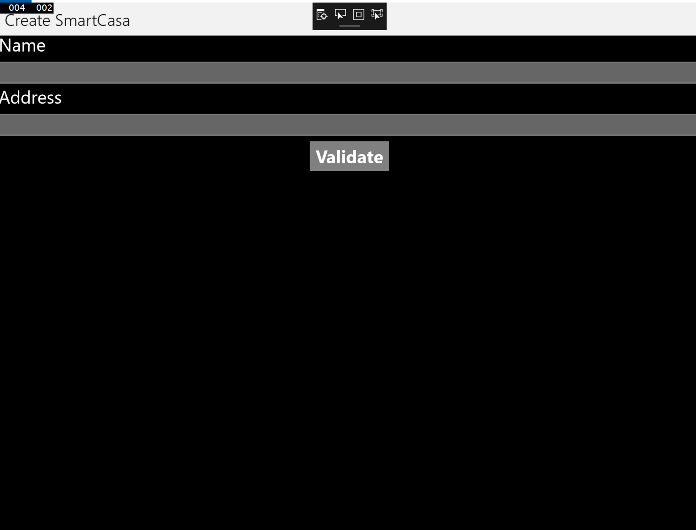 004 002
Create SmartCasa
Name
Address
Validate